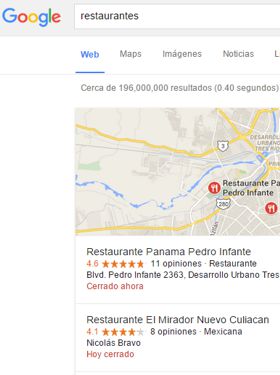 Google
restaurantes
Web Maps Imágenes Noticias
Cerca de 196,000,000 resultados (0.40 segundos)
DESARROLL
URBANO
TRES RI
3
Restaurante Pa
Pedro Infante
280
Restaurante Panama Pedro Infante
4.6 11 opiniones · Restaurante
Blvd. Pedro Infante 2363, Desarrollo Urbano Tres
Cerrado ahora
Restaurante El Mirador Nuevo Culiacan
4.1 8 opiniones · Mexicana
Nicolás Bravo
Hoy cerrado